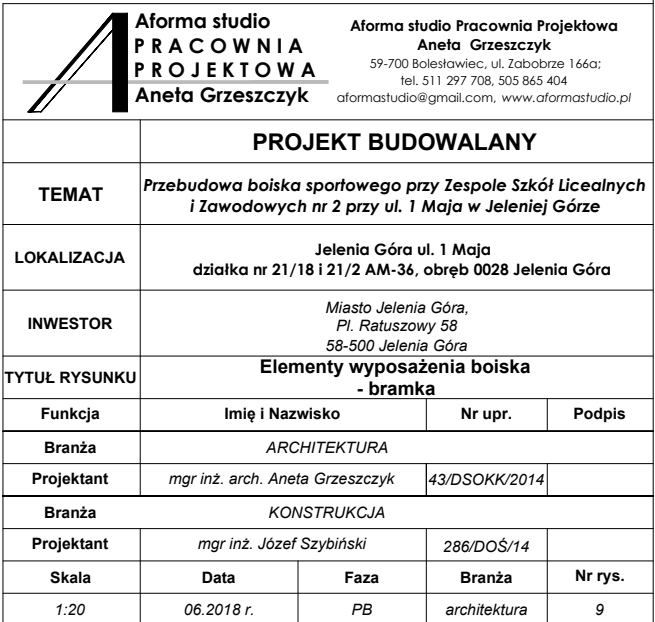 Aforma studio
PRACOWNIA
PROJEKTOWA
Aneta Grzeszczyk
Aforma studio Pracownia Projektowa
Aneta Grzeszczyk
59-700 Bolesławiec, ul. Zabobrze 166a;
tel. 511 297 708, 505 865 404
aformastudio@gmail.com, www.aformastudio.pl
PROJEKT BUDOWALANY
TEMAT
Przebudowa boiska sportowego przy Zespole Szkół Licealnych
i Zawodowych nr 2 przy ul. 1 Maja w Jeleniej Górze
LOKALIZACJA
Jelenia Góra ul. 1 Maja
działka nr 21/18 i 21/2 AM-36, obręb 0028 Jelenia Góra
INWESTOR
Miasto Jelenia Góra,
Pl. Ratuszowy 58
58-500 Jelenia Góra
TYTUŁ RYSUNKU
Elementy wyposażenia boiska
- bramka
Funkcja Imię i Nazwisko Nr upr. Podpis
Branża ARCHITEKTURA
Projektant mgr inż. arch. Aneta Grzeszczyk 43/DSOKK/2014
Branża KONSTRUKCJA
Projektant mgr inż. Józef Szybiński 286/DOŚ/14
Skala Data Faza Branża Nr rys.
1:20 06.2018 r. PB architektura 9